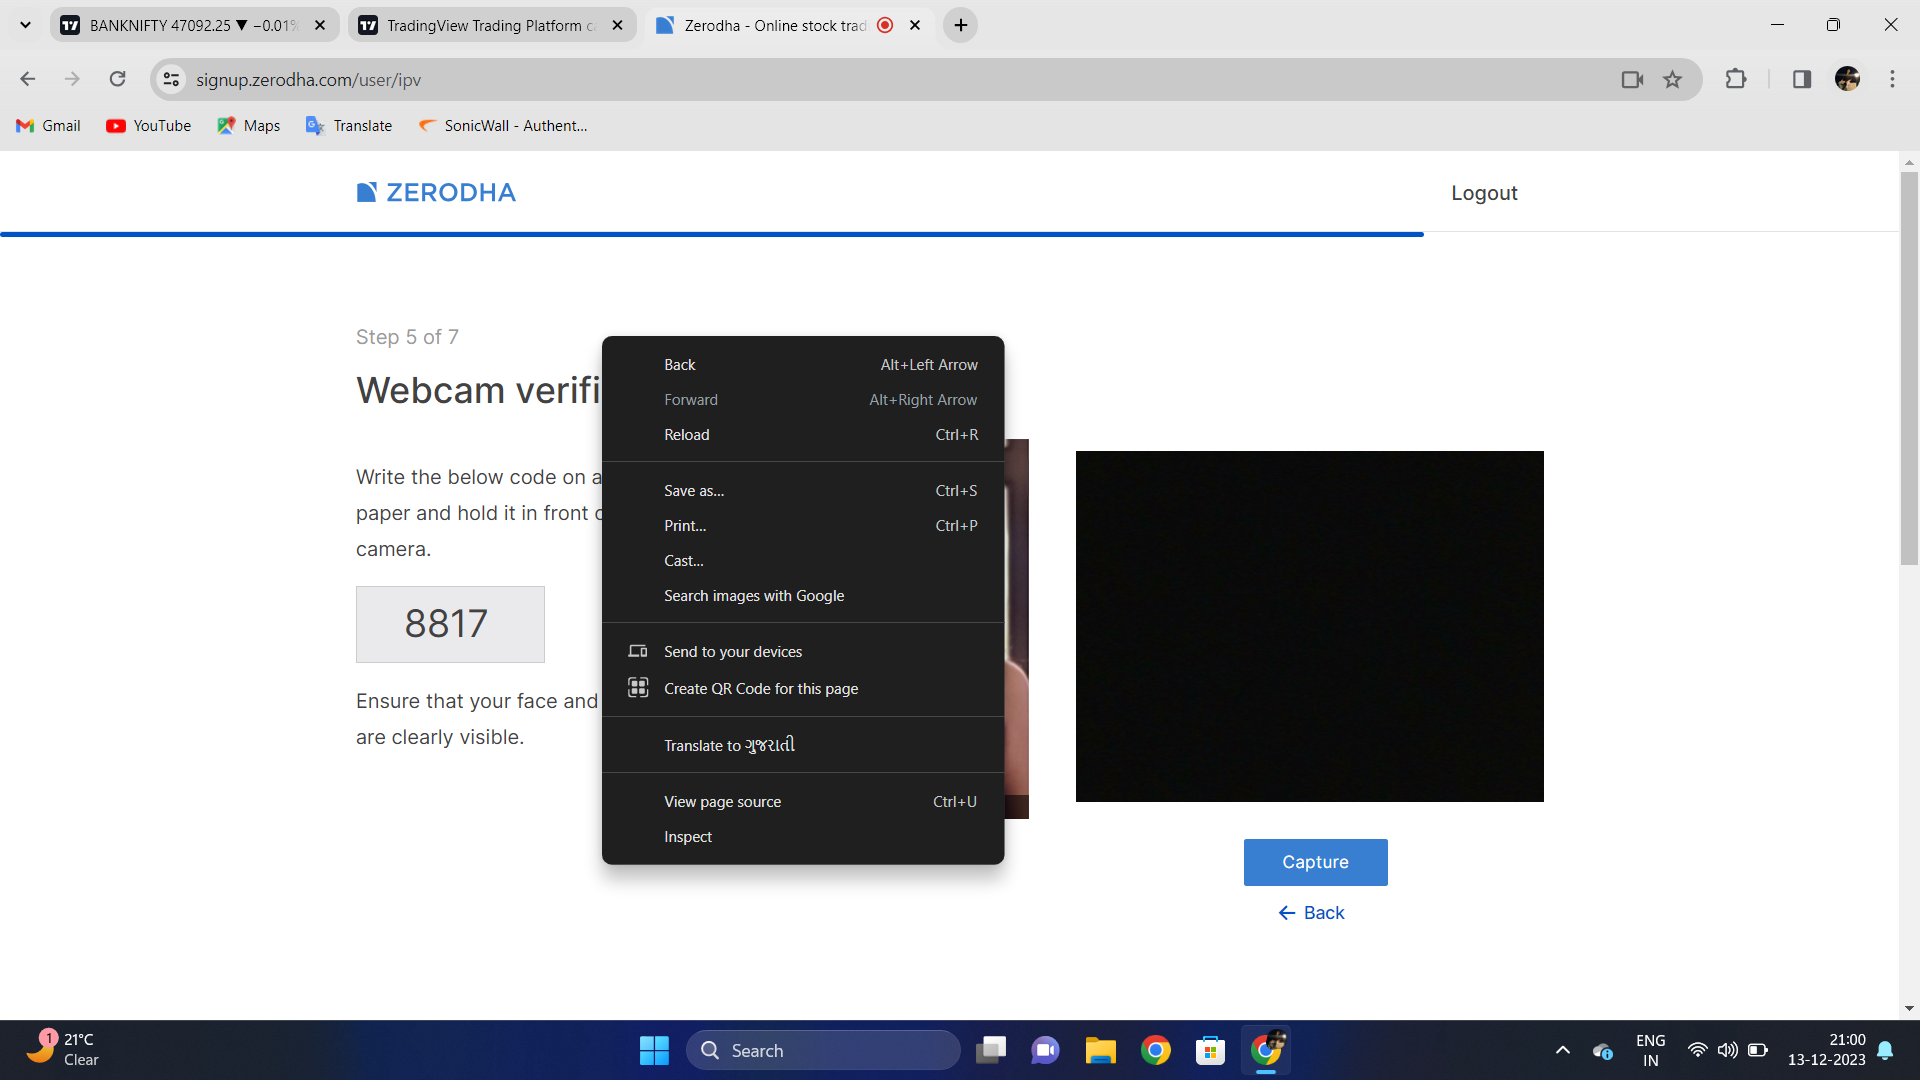 BANKNIFTY 47092.25 ▼ −0.01%
TradingView Trading Platform
Zerodha - Online stock trad
signup.zerodha.com/user/ipv
Gmail
YouTube
Maps
Translate
SonicWall - Authent...
ZERODHA
Logout
Step 5 of 7
Webcam verifi
Write the below code on a
paper and hold it in front
camera.
8817
Ensure that your face and
are clearly visible.
Back Alt+Left Arrow
Forward Alt+Right Arrow
Reload Ctrl+R
Save as... Ctrl+S
Print... Ctrl+P
Cast...
Search images with Google
Send to your devices
Create QR Code for this page
Translate to ગુજરાતી
View page source Ctrl+U
Inspect
Capture
← Back
1
21°C
Clear
Search
ENG
IN
21:00
13-12-2023